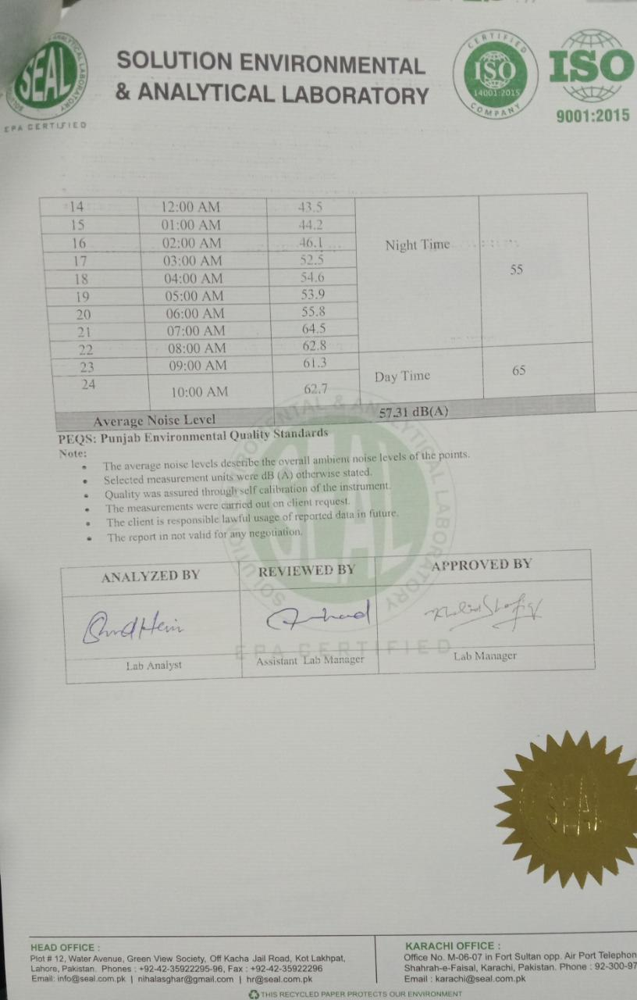 SEAL
EPA CERTIFIED
SOLUTION ENVIRONMENTAL
& ANALYTICAL LABORATORY
CERTIFIED
ISO
14001:2015
COMPANY
ISO
9001:2015
14 12:00 AM 43.5
15 01:00 AM 44.2
16 02:00 AM 46.1 Night Time
17 03:00 AM 52.5
18 04:00 AM 54.6 55
19 05:00 AM 53.9
20 06:00 AM 55.8
21 07:00 AM 64.5
22 08:00 AM 62.8
23 09:00 AM 61.3 Day Time 65
24 10:00 AM 62.7
Average Noise Level 57.31 dB(A)
PEQS: Punjab Environmental Quality Standards
Note:
• The average noise levels describe the overall ambient noise levels of the points.
• Selected measurement units were dB (A) otherwise stated.
• Quality was assured through self calibration of the instrument.
• The measurements were carried out on client request.
• The client is responsible lawful usage of reported data in future.
• The report in not valid for any negotiation.
ANALYZED BY REVIEWED BY APPROVED BY
Lab Analyst Assistant Lab Manager Lab Manager
SEAL
EPA CERTIFIED
SEAL
HEAD OFFICE :
Plot # 12, Water Avenue, Green View Society, Off Kacha Jail Road, Kot Lakhpat,
Lahore, Pakistan. Phones : +92-42-35922295-96, Fax : +92-42-35922296
Email: info@seal.com.pk | nihalasghar@gmail.com | hr@seal.com.pk
KARACHI OFFICE :
Office No. M-06-07 in Fort Sultan opp. Air Port Telephon
Shahrah-e-Faisal, Karachi, Pakistan. Phone : 92-300-97
Email : karachi@seal.com.pk
THIS RECYCLED PAPER PROTECTS OUR ENVIRONMENT